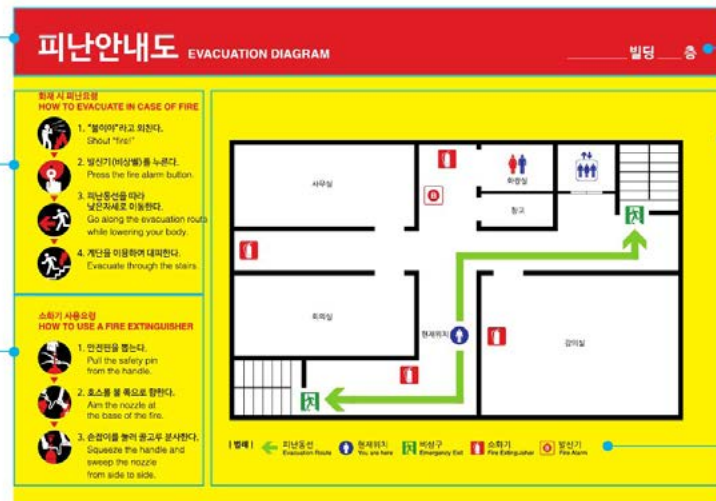 피난안내도 EVACUATION DIAGRAM
______ 빌딩 ___ 층
화재 시 피난요령
HOW TO EVACUATE IN CASE OF FIRE
1. "불이야"라고 외친다.
Shout "fire!"
2. 발신기(비상벨)를 누른다.
Press the fire alarm button.
3. 피난동선을 따라
낮은자세로 이동한다.
Go along the evacuation route
while lowering your body.
4. 계단을 이용하여 대피한다.
Evacuate through the stairs.
소화기 사용요령
HOW TO USE A FIRE EXTINGUISHER
1. 안전핀을 뽑는다.
Pull the safety pin
from the handle.
2. 호스를 불 쪽으로 향한다.
Aim the nozzle at
the base of the fire.
3. 손잡이를 눌러 골고루 분사한다.
Squeeze the handle and
sweep the nozzle
from side to side.
사무실
화장실
창고
회의실
현재위치
강의실
| 범례 |
피난동선
Evacuation Route
현재위치
You are here
비상구
Emergency Exit
소화기
Fire Extinguisher
발신기
Fire Alarm